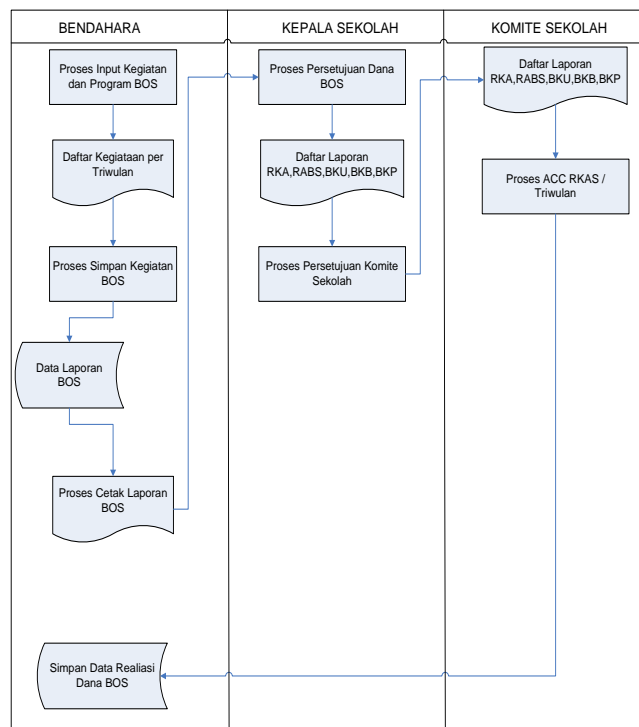 BENDAHARA
KEPALA SEKOLAH
KOMITE SEKOLAH
Proses Input Kegiatan
dan Program BOS
Daftar Kegiataan per
Triwulan
Proses Simpan Kegiatan
BOS
Data Laporan
BOS
Proses Cetak Laporan
BOS
Simpan Data Realiasi
Dana BOS
Proses Persetujuan Dana
BOS
Daftar Laporan
RKA,RABS,BKU,BKB,BKP
Proses Persetujuan Komite
Sekolah
Daftar Laporan
RKA,RABS,BKU,BKB,BKP
Proses ACC RKAS /
Triwulan